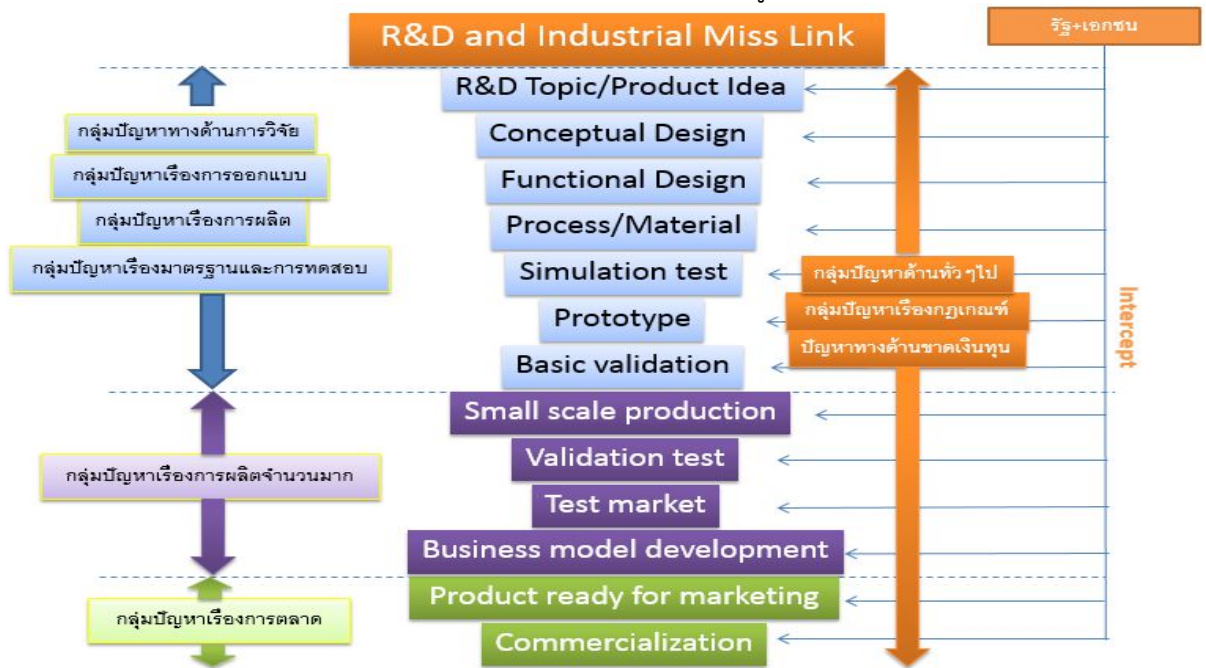 R&D and Industrial Miss Link
รัฐ+เอกชน
R&D Topic/Product Idea
Conceptual Design
Functional Design
Process/Material
Simulation test
Prototype
Basic validation
Small scale production
Validation test
Test market
Business model development
Product ready for marketing
Commercialization
กลุ่มปัญหาทางด้านการวิจัย
กลุ่มปัญหาเรื่องการออกแบบ
กลุ่มปัญหาเรื่องการผลิต
กลุ่มปัญหาเรื่องมาตรฐานและการทดสอบ
กลุ่มปัญหาเรื่องการผลิตจำนวนมาก
กลุ่มปัญหาเรื่องการตลาด
กลุ่มปัญหาด้านทั่วๆไป
กลุ่มปัญหาเรื่องกฎเกณฑ์
ปัญหาทางด้านขาดเงินทุน
Intercept